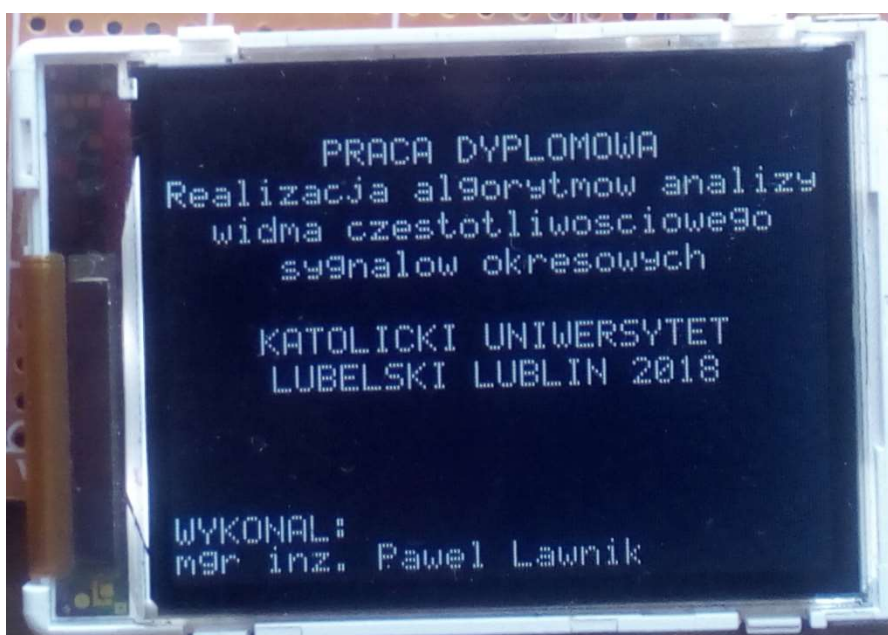 PRACA DYPLOMOWA
Realizacja algorytmow analizy
widma czestotliwosciowego
sygnalow okresowych
KATOLICKI UNIWERSYTET
LUBELSKI LUBLIN 2018
WYKONAL:
mgr inz. Pawel Lawnik